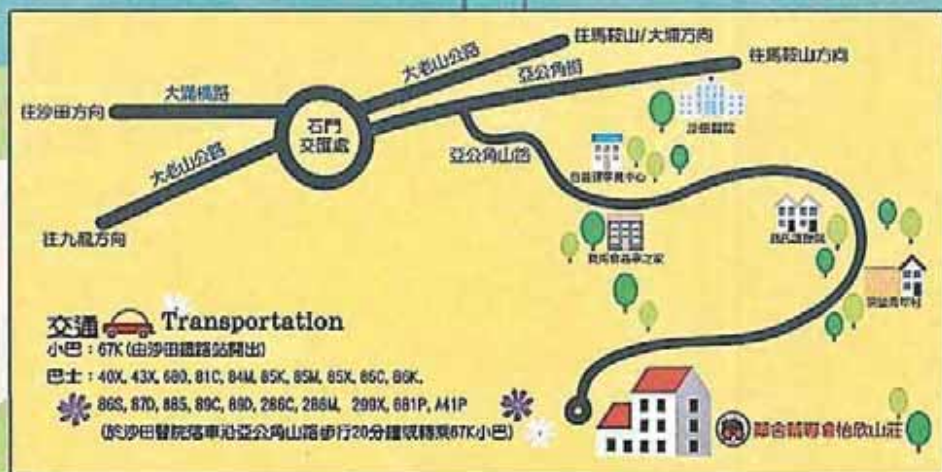 往馬鞍山/大埔方向
大老山公路
亞公角街
往馬鞍山方向
大涌橋路
往沙田方向
石門
交匯處
沙田醫院
亞公角山路
大老山公路
往九龍方向
交通 Transportation
小巴：67K (由沙田鐵路站開出)
巴士：40X, 43X, 680, 81C, 84M, 85K, 85M, 85X, 86C, 86K,
86S, 87D, 88S, 89C, 89D, 286C, 286M, 299X, 681P, A41P
(於沙田醫院落車沿亞公角山路步行20分鐘或轉乘67K小巴)
怡欣山莊